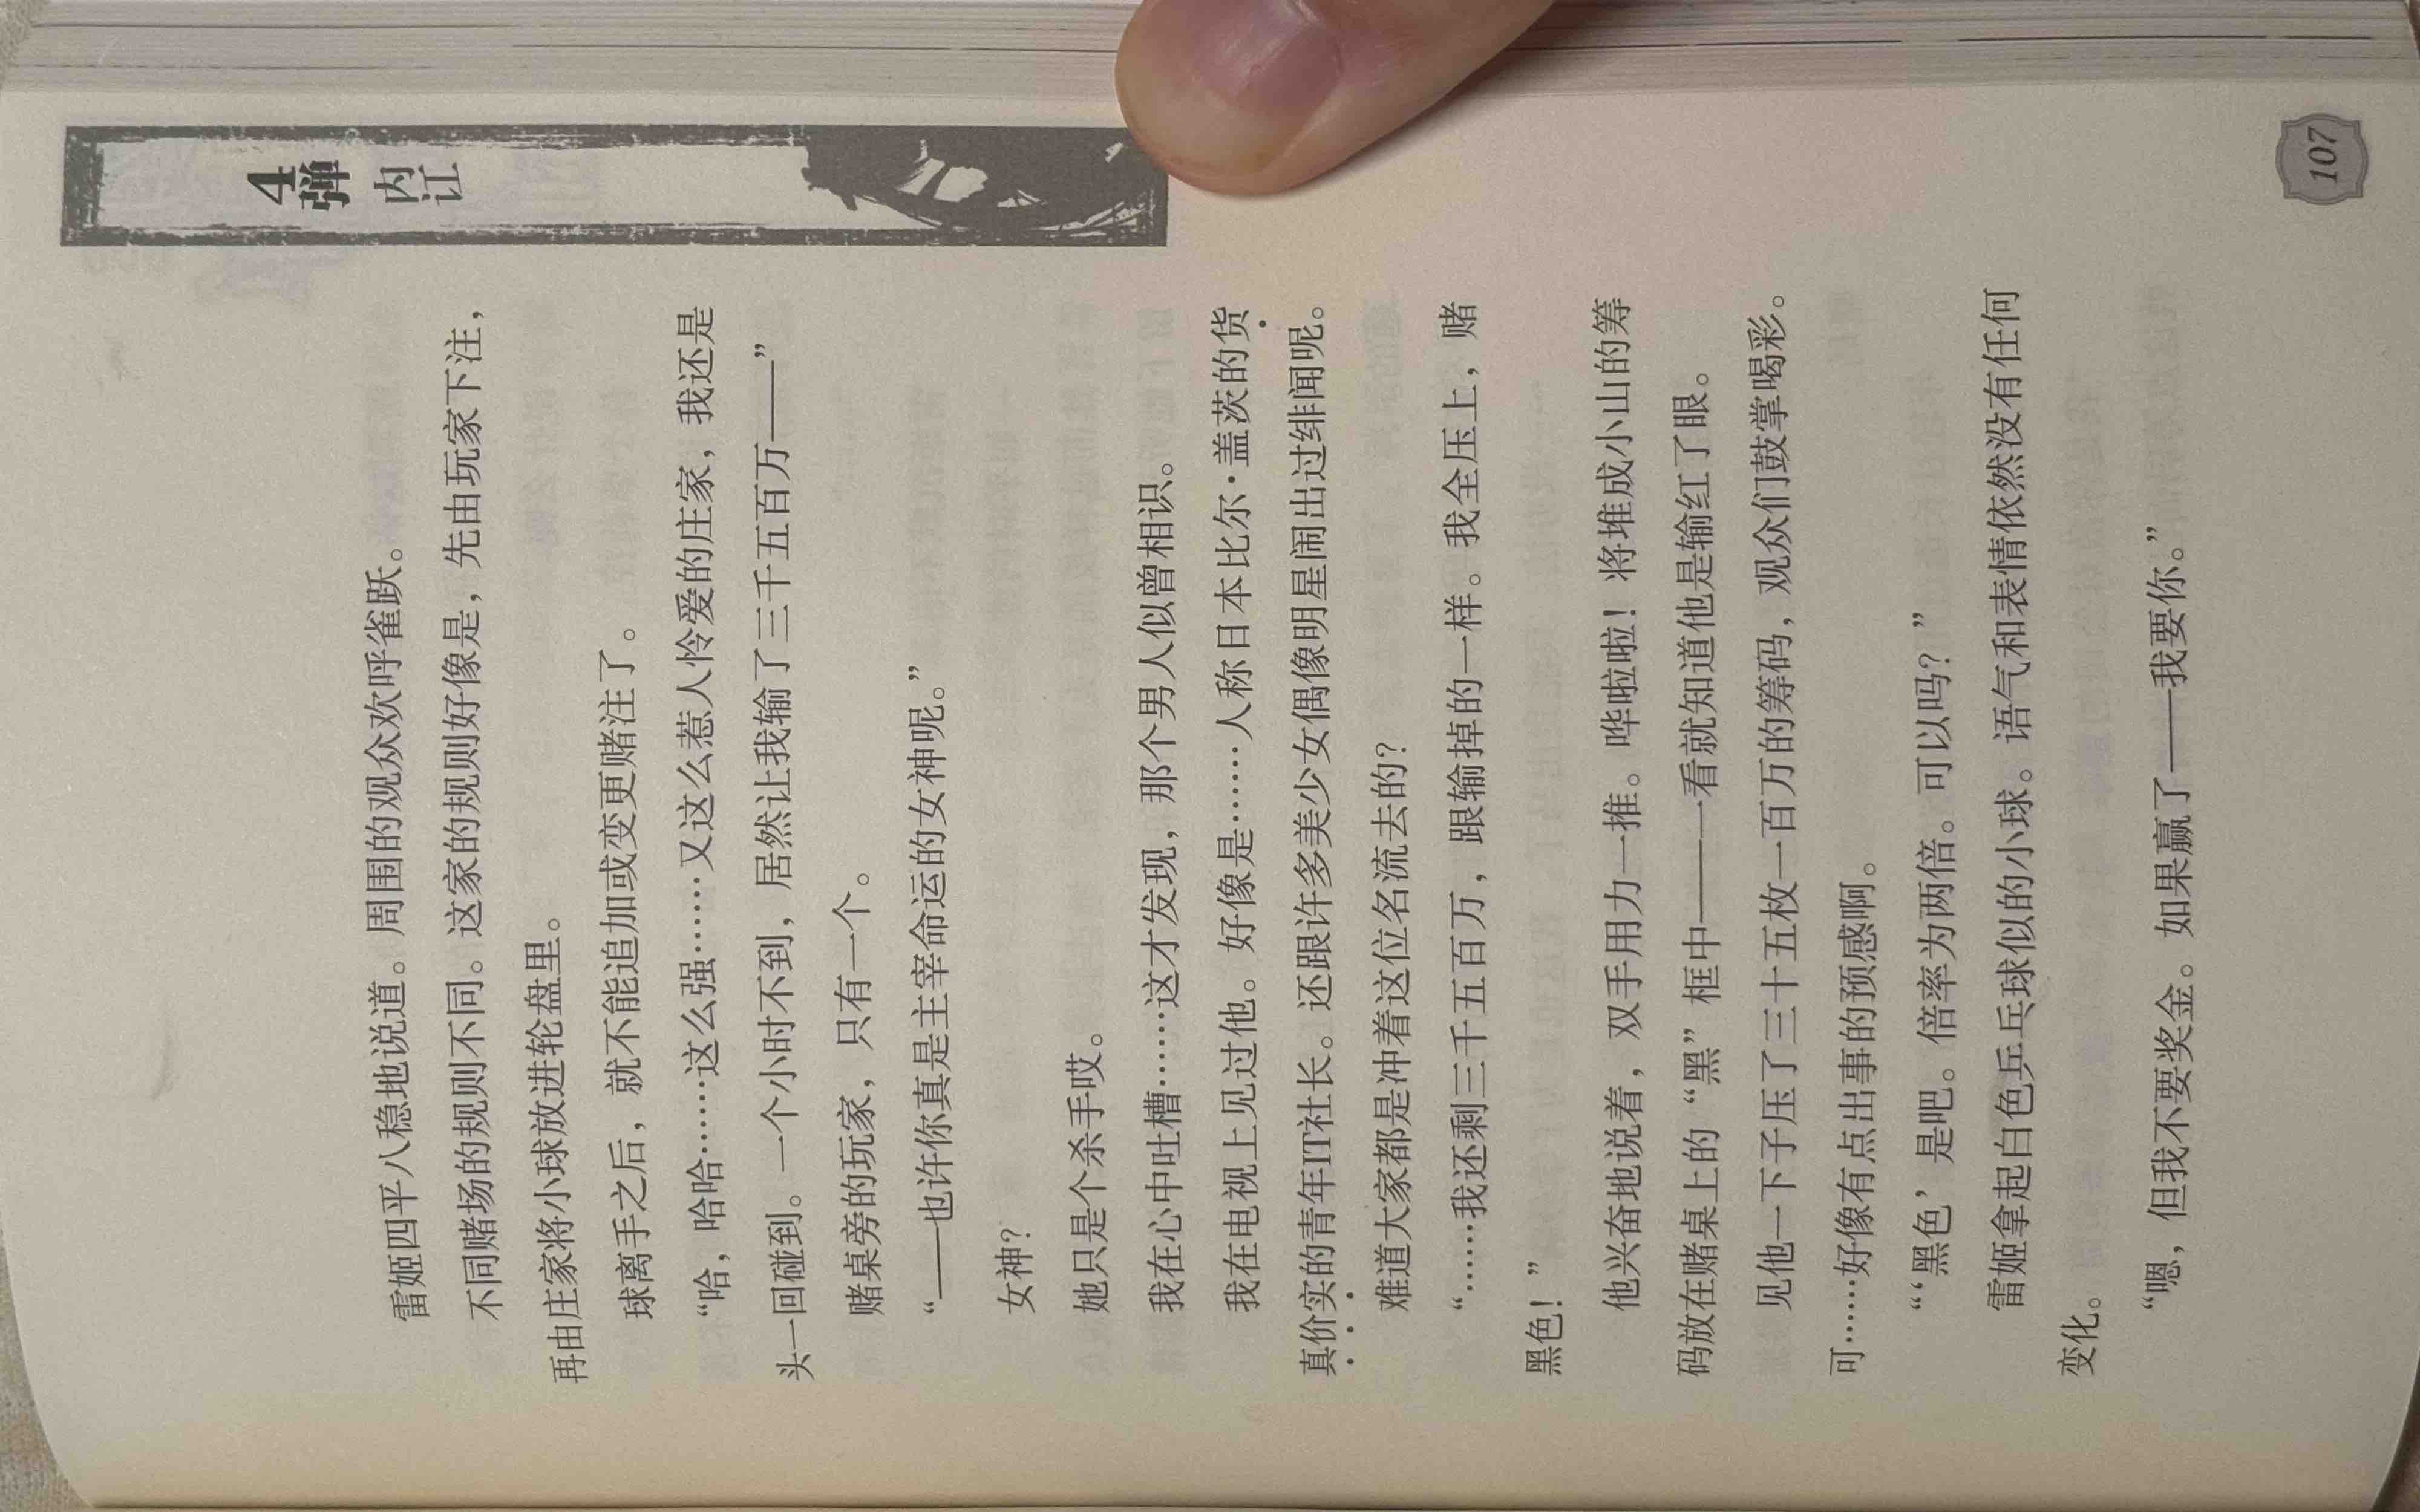 4弹 内讧
雷姬四平八稳地说道。周围的观众欢呼雀跃。
不同赌场的规则不同。这家的规则好像是，先由玩家下注，
再由庄家将小球放进轮盘里。
球离手之后，就不能追加或变更赌注了。
“哈，哈哈……这么强……又这么惹人怜爱的庄家，我还是
头一回碰到。一个小时不到，居然让我输了三千五百万——”
赌桌旁的玩家，只有一个。
“——也许你真是主宰命运的女神呢。”
女神？
她只是个杀手哎。
我在心中吐槽……这才发现，那个男人似曾相识。
我在电视上见过他。好像是……人称日本比尔·盖茨的货
真价实的青年IT社长。还跟许多美少女偶像明星闹出过绯闻呢。
难道大家都是冲着这位名流去的？
“……我还剩三千五百万，跟输掉的一样。我全压上，赌
黑色！”
他兴奋地说着，双手用力一推。哗啦啦！将堆成小山的筹
码放在赌桌上的“黑”框中——一看就知道他是输红了眼。
见他一下子压了三十五枚一百万的筹码，观众们鼓掌喝彩。
可……好像有点出事的预感啊。
“‘黑色’是吧。倍率为两倍。可以吗？”
雷姬拿起白色乒乓球似的小球。语气和表情依然没有任何
变化。
“嗯，但我不要奖金。如果赢了——我要你。”
107